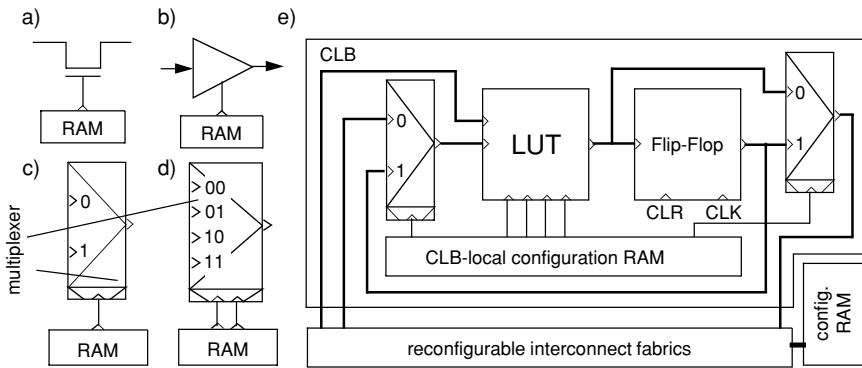 a)
RAM
b)
RAM
c)
0
1
RAM
multiplexer
d)
00
01
10
11
RAM
e)
CLB
0
1
LUT
Flip-Flop
CLR CLK
0
1
CLB-local configuration RAM
reconfigurable interconnect fabrics
config.
RAM